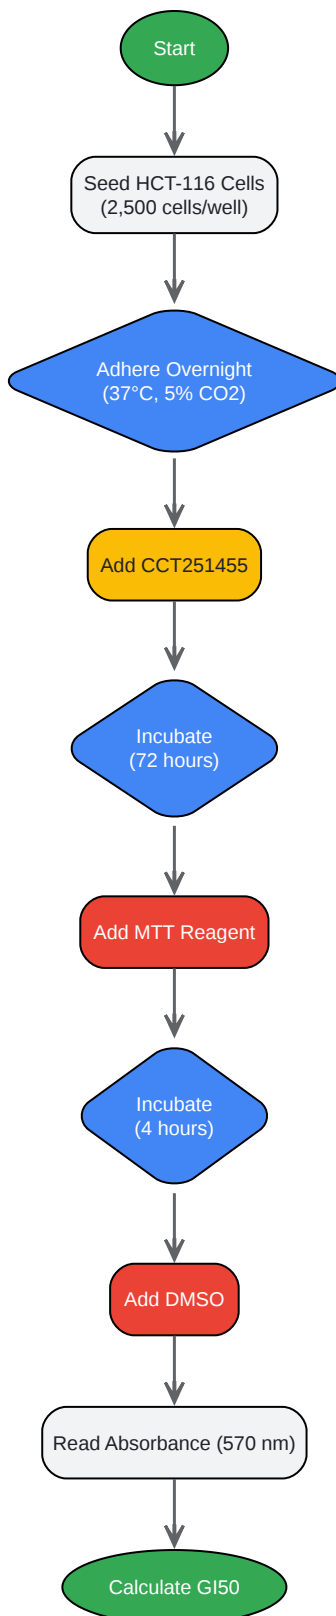 Start
Seed HCT-116 Cells
(2,500 cells/well)
Adhere Overnight
(37°C, 5% CO2)
Add CCT251455
Incubate
(72 hours)
Add MTT Reagent
Incubate
(4 hours)
Add DMSO
Read Absorbance (570 nm)
Calculate GI50